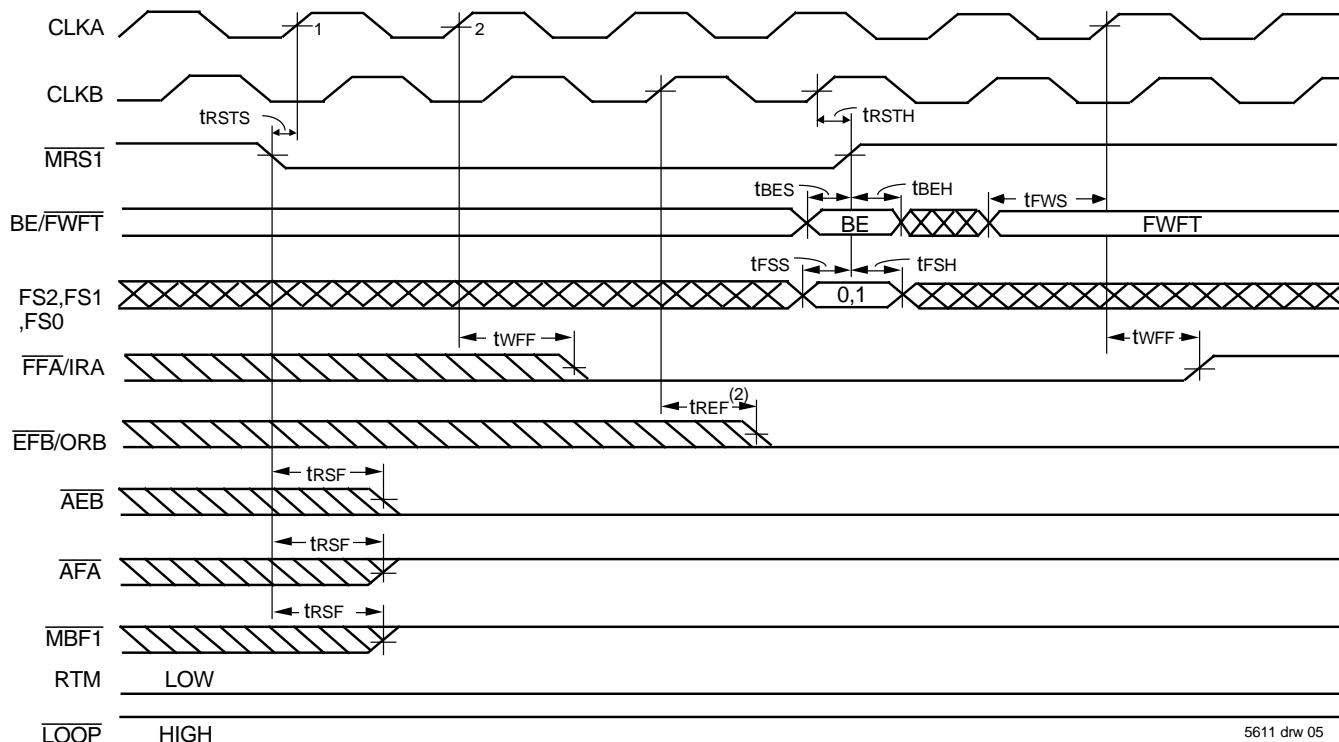 CLKA
1
2
CLKB
tRSTS
tRSTH
MRS1
tBES
tBEH
tFWS
BE/FWFT
BE
FWFT
tFSS
tFSH
FS2,FS1
,FS0
0,1
tWFF
tWFF
FFA/IRA
tREF(2)
EFB/ORB
tRSF
AEB
tRSF
AFA
tRSF
MBF1
RTM LOW
LOOP HIGH
5611 drw 05